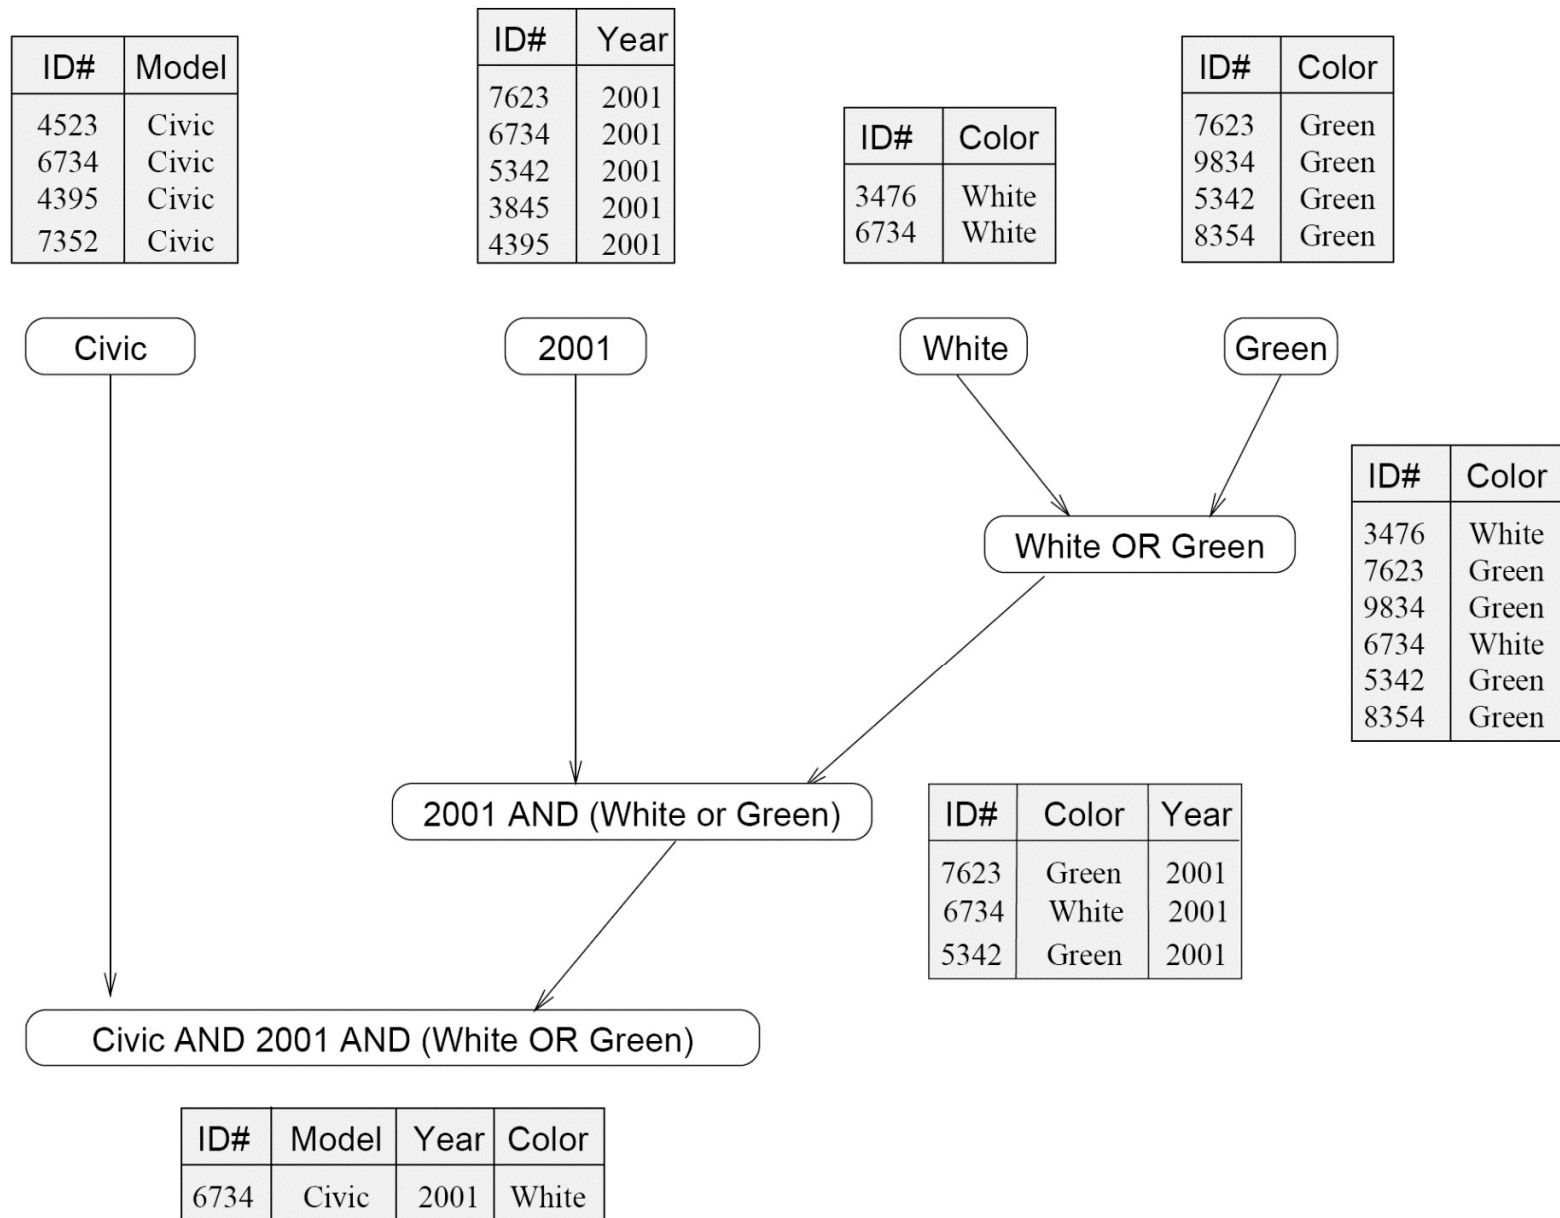 ID# Model
4523 Civic
6734 Civic
4395 Civic
7352 Civic
ID# Year
7623 2001
6734 2001
5342 2001
3845 2001
4395 2001
ID# Color
3476 White
6734 White
ID# Color
7623 Green
9834 Green
5342 Green
8354 Green
Civic
2001
White
Green
White OR Green
ID# Color
3476 White
7623 Green
9834 Green
6734 White
5342 Green
8354 Green
2001 AND (White or Green)
ID# Color Year
7623 Green 2001
6734 White 2001
5342 Green 2001
Civic AND 2001 AND (White OR Green)
ID# Model Year Color
6734 Civic 2001 White